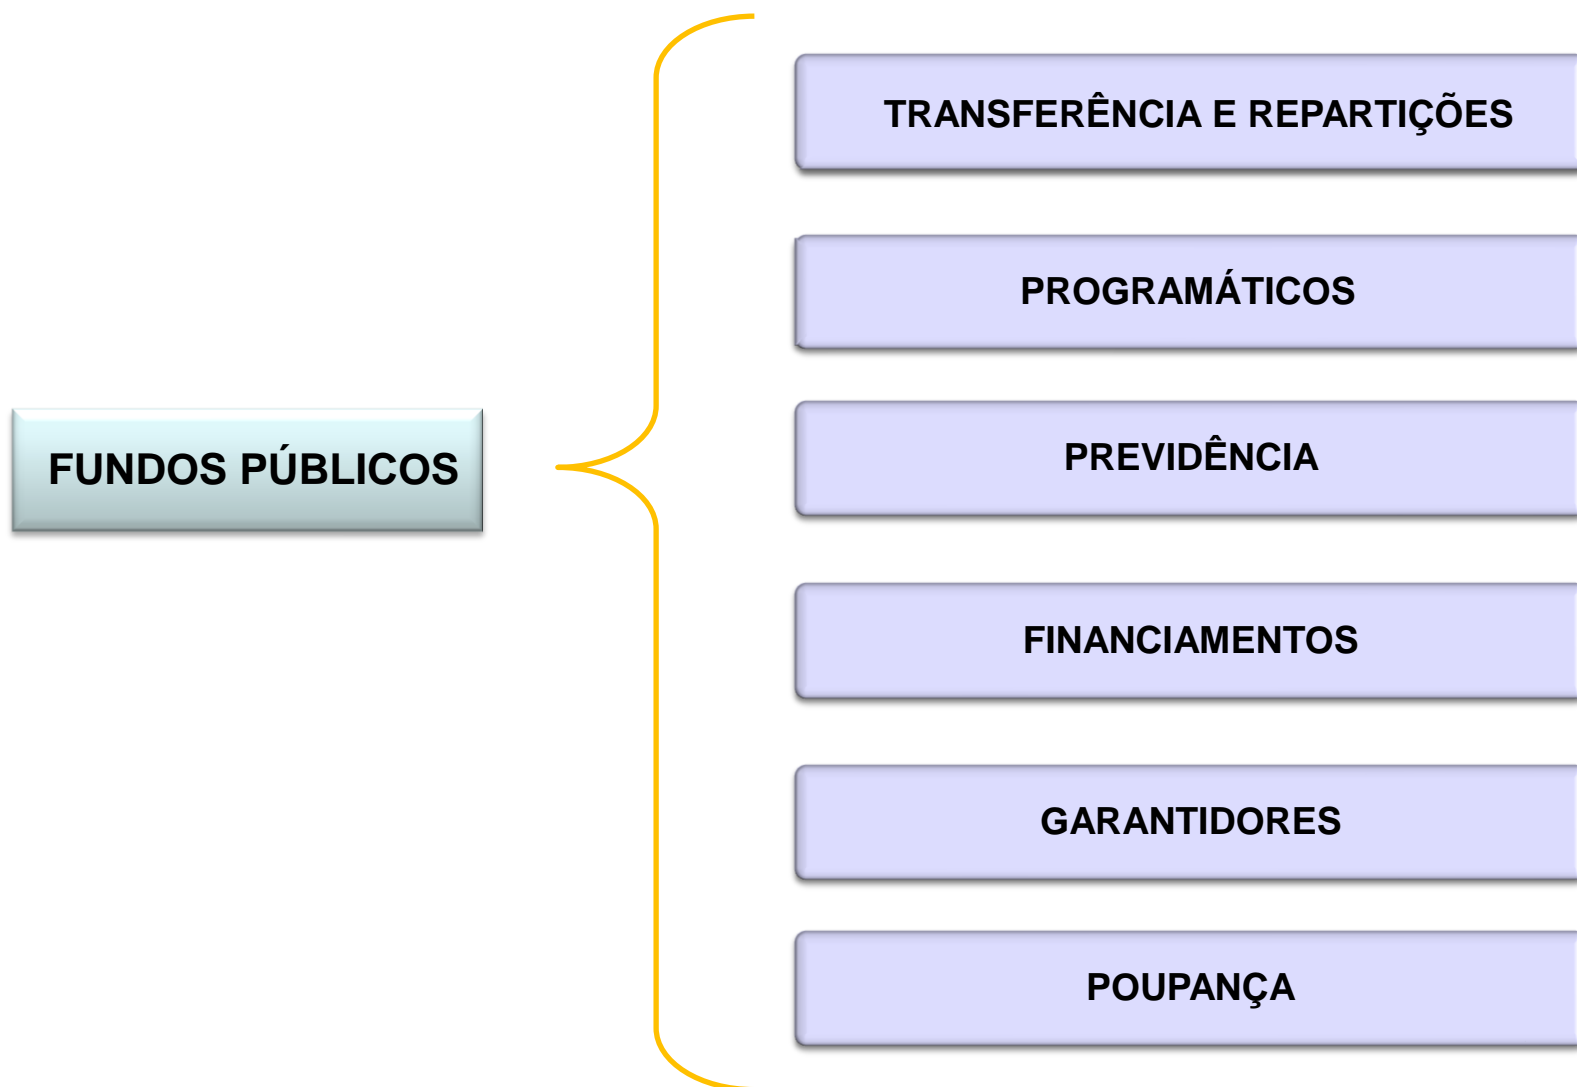 FUNDOS PÚBLICOS
TRANSFERÊNCIA E REPARTIÇÕES
PROGRAMÁTICOS
PREVIDÊNCIA
FINANCIAMENTOS
GARANTIDORES
POUPANÇA